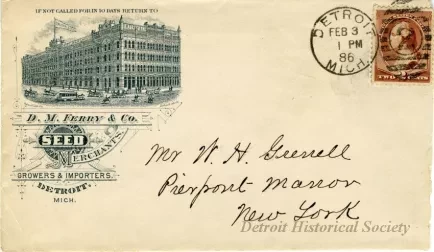 IF NOT CALLED FOR IN 10 DAYS RETURN TO
D. M. FERRY & CO.
SEED
MERCHANTS.
GROWERS & IMPORTERS.
DETROIT,
MICH.
DETROIT
FEB 3
1 PM
86
MICH.
TWO CENTS
Mr W. H. Grenell
Pierpont Manor
New York
Detroit Historical Society